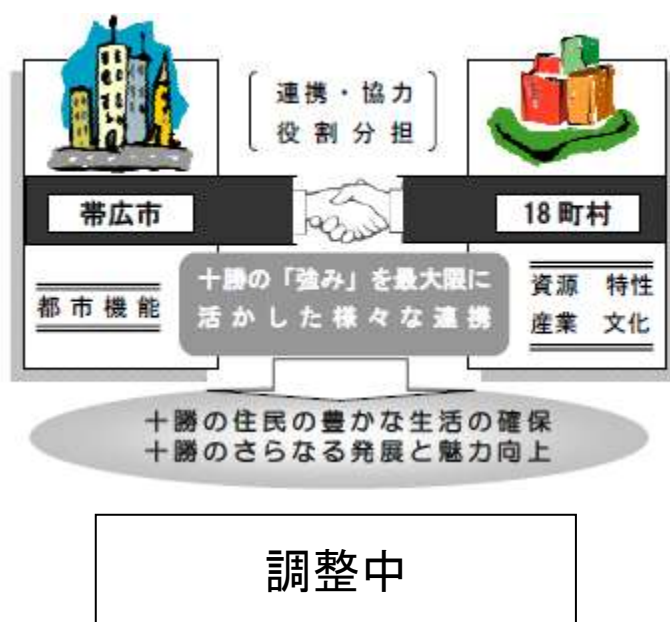 連携・協力
役割分担
帯広市
18町村
都市機能
十勝の「強み」を最大限に
活かした様々な連携
資源 特性
産業 文化
十勝の住民の豊かな生活の確保
十勝のさらなる発展と魅力向上
調整中